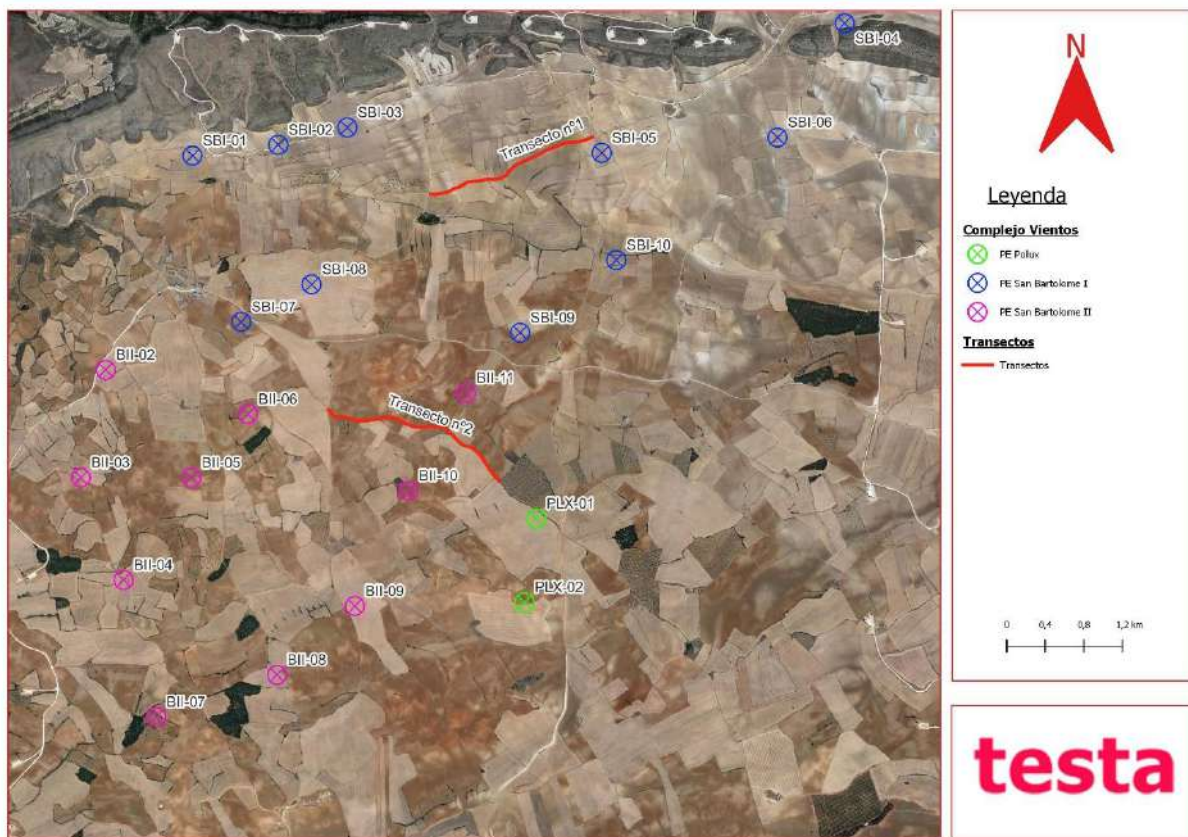 SBI-04
SBI-03
SBI-02
SBI-01
Transecto nº1
SBI-05
SBI-06
SBI-10
SBI-08
SBI-07
SBI-09
BII-02
BII-11
BII-06
Transecto nº2
BII-03
BII-05
BII-10
PLX-01
BII-04
BII-09
PLX-02
BII-08
BII-07
N
Leyenda
Complejo Vientos
PE Polux
PE San Bartolome I
PE San Bartolome II
Transectos
Transectos
0 0,4 0,8 1,2 km
testa